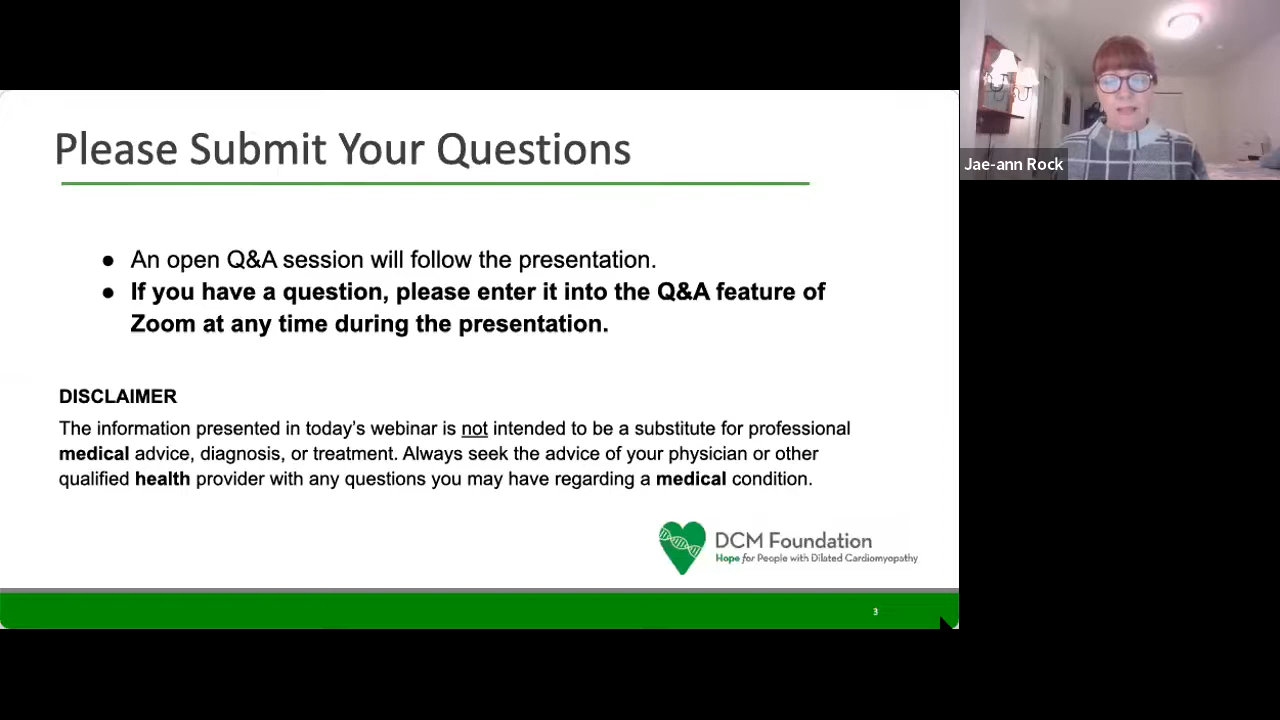 Please Submit Your Questions
● An open Q&A session will follow the presentation.
● If you have a question, please enter it into the Q&A feature of
Zoom at any time during the presentation.
DISCLAIMER
The information presented in today’s webinar is not intended to be a substitute for professional
medical advice, diagnosis, or treatment. Always seek the advice of your physician or other
qualified health provider with any questions you may have regarding a medical condition.
DCM Foundation
Hope for People with Dilated Cardiomyopathy
3
Jae-ann Rock